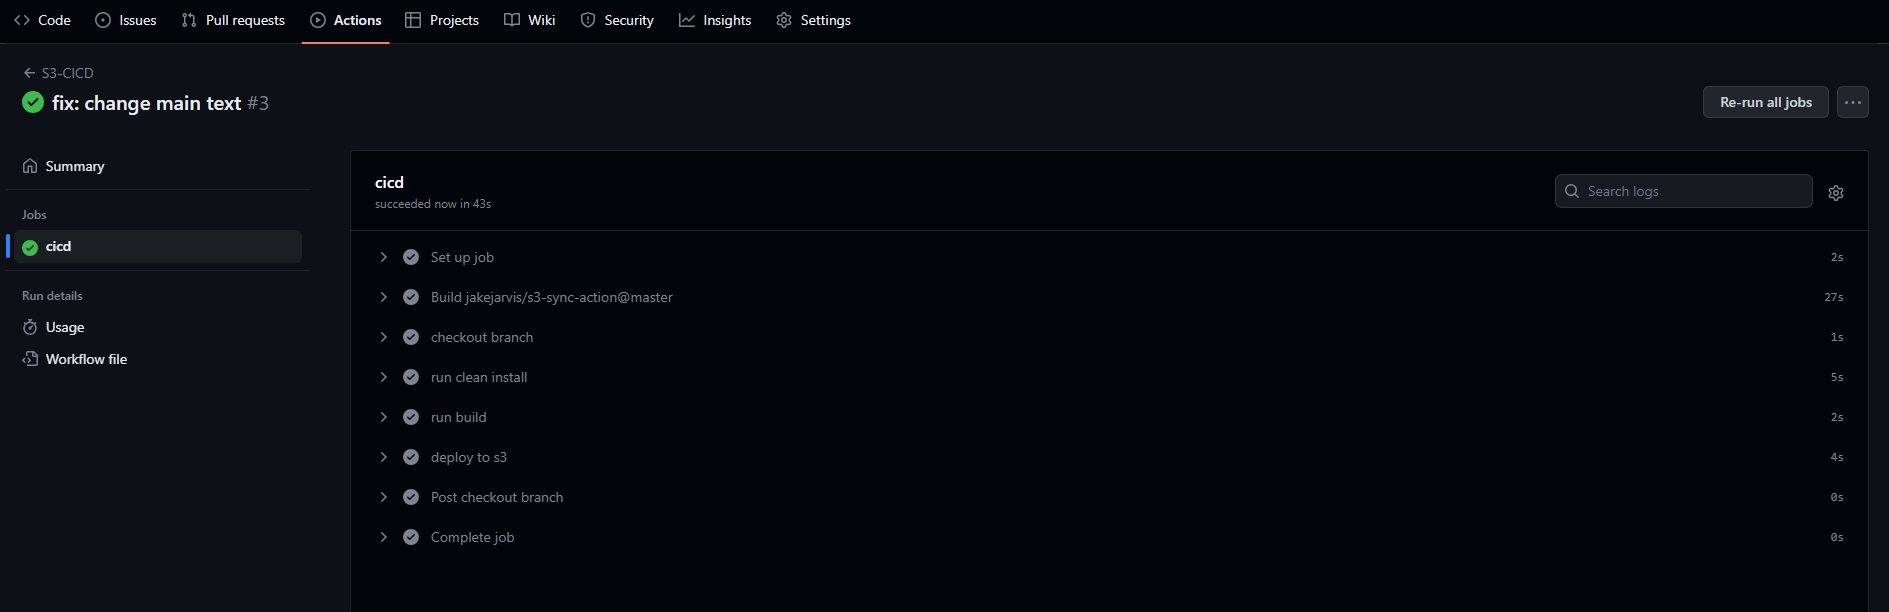 Code Issues Pull requests Actions Projects Wiki Security Insights Settings
S3-CICD
fix: change main text #3
Re-run all jobs
Summary
Jobs
cicd
Run details
Usage
Workflow file
cicd
succeeded now in 43s
Search logs
Set up job 2s
Build jakejarvis/s3-sync-action@master 27s
checkout branch 1s
run clean install 5s
run build 2s
deploy to s3 4s
Post checkout branch 0s
Complete job 0s